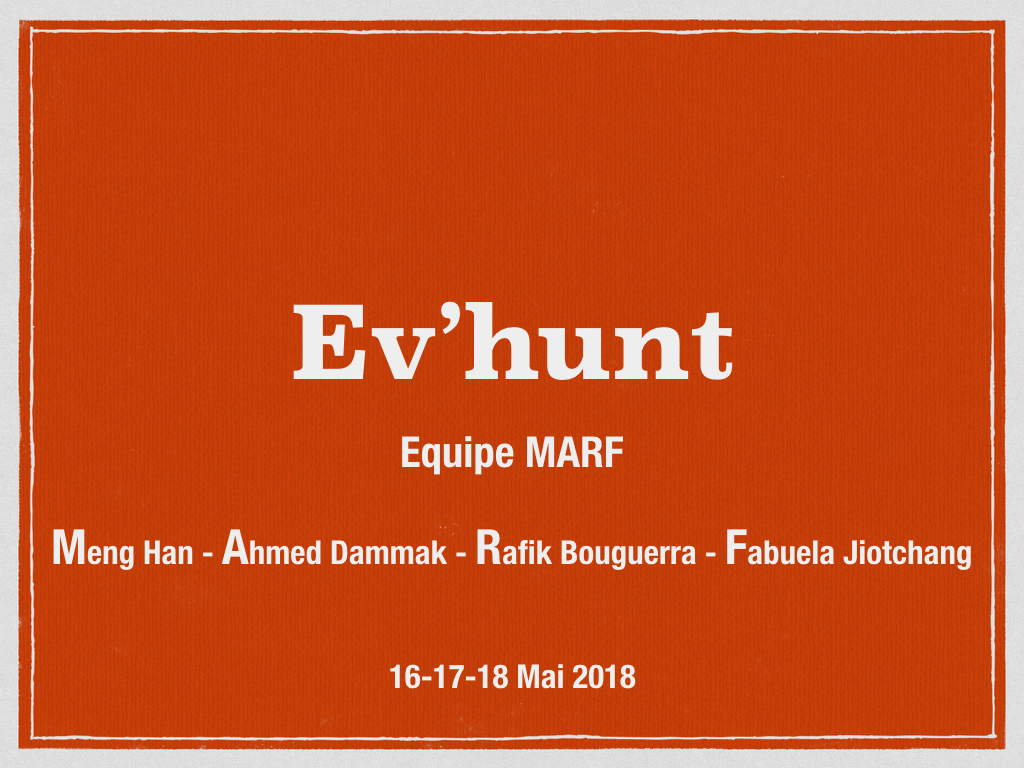 Ev’hunt
Equipe MARF
Meng Han - Ahmed Dammak - Rafik Bouguerra - Fabuela Jiotchang
16-17-18 Mai 2018